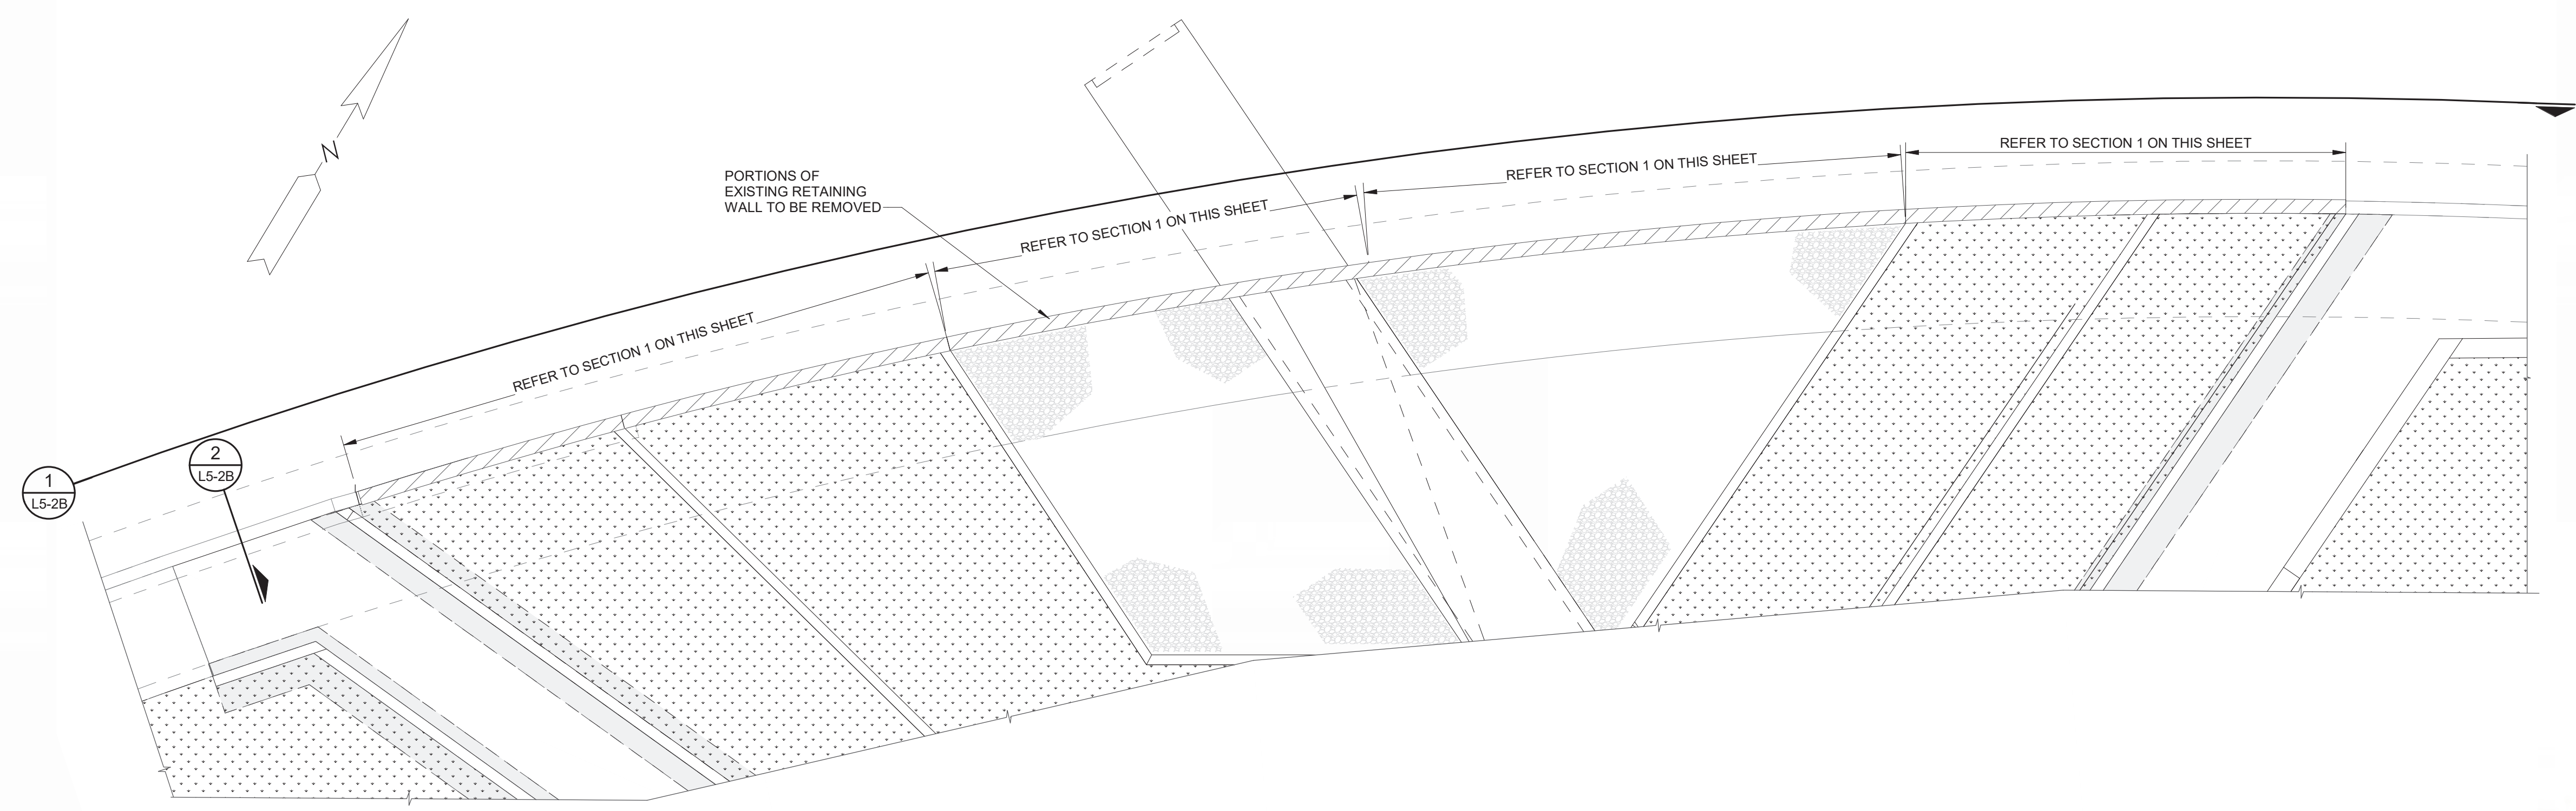 N
PORTIONS OF
EXISTING RETAINING
WALL TO BE REMOVED
REFER TO SECTION 1 ON THIS SHEET
REFER TO SECTION 1 ON THIS SHEET
REFER TO SECTION 1 ON THIS SHEET
REFER TO SECTION 1 ON THIS SHEET
1
L5-2B
2
L5-2B